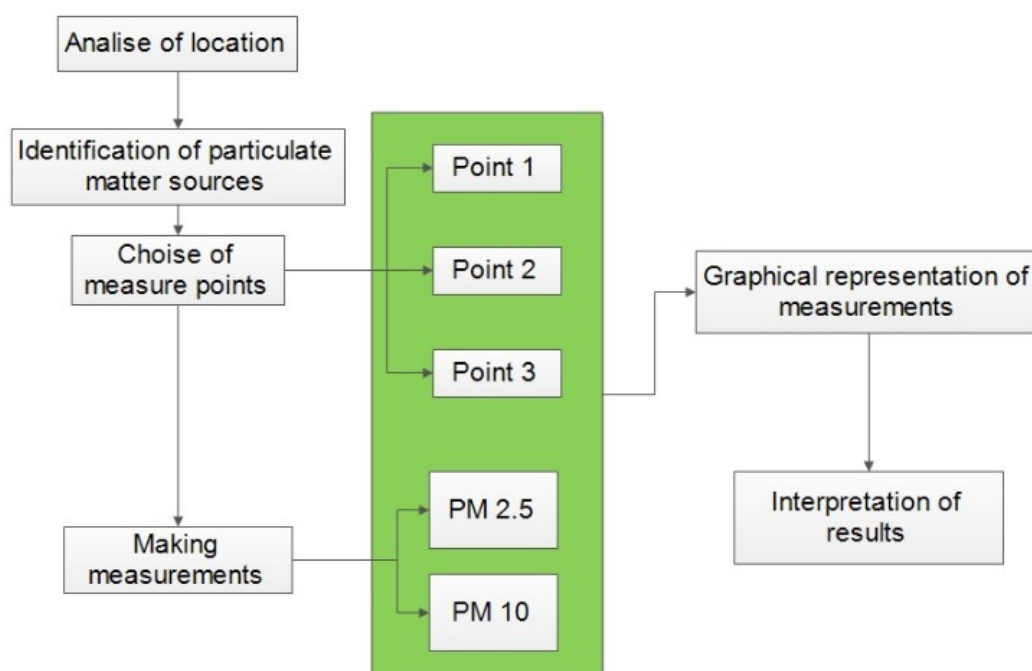 Analise of location
Identification of particulate
matter sources
Choise of
measure points
Point 1
Point 2
Point 3
Making
measurements
PM 2.5
PM 10
Graphical representation of
measurements
Interpretation of
results